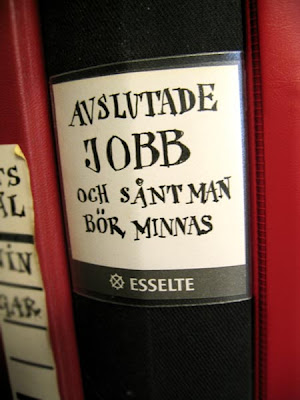 AVSLUTADE
JOBB
OCH SÅNT MAN
BÖR MINNAS
ESSELTE